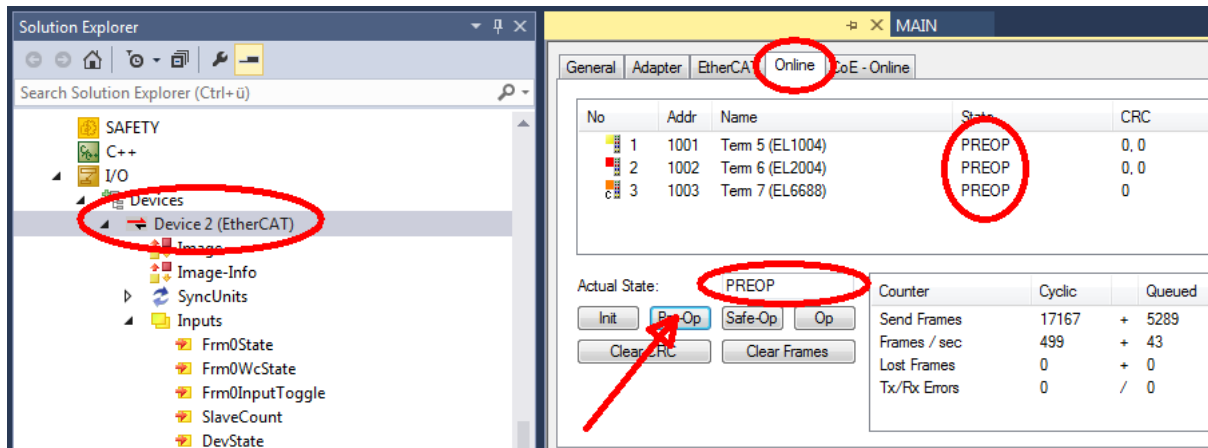 Solution Explorer
Search Solution Explorer (Ctrl+ü)
SAFETY
C++
I/O
Devices
Device 2 (EtherCAT)
Image
Image-Info
SyncUnits
Inputs
Frm0State
Frm0WcState
Frm0InputToggle
SlaveCount
DevState
MAIN
General Adapter EtherCAT Online CoE - Online
No Addr Name State CRC
1 1001 Term 5 (EL1004) PREOP 0, 0
2 1002 Term 6 (EL2004) PREOP 0, 0
c 3 1003 Term 7 (EL6688) PREOP 0
Actual State: PREOP
Init Pre-Op Safe-Op Op
Clear CRC Clear Frames
Counter Cyclic Queued
Send Frames 17167 + 5289
Frames / sec 499 + 43
Lost Frames 0 + 0
Tx/Rx Errors 0 / 0